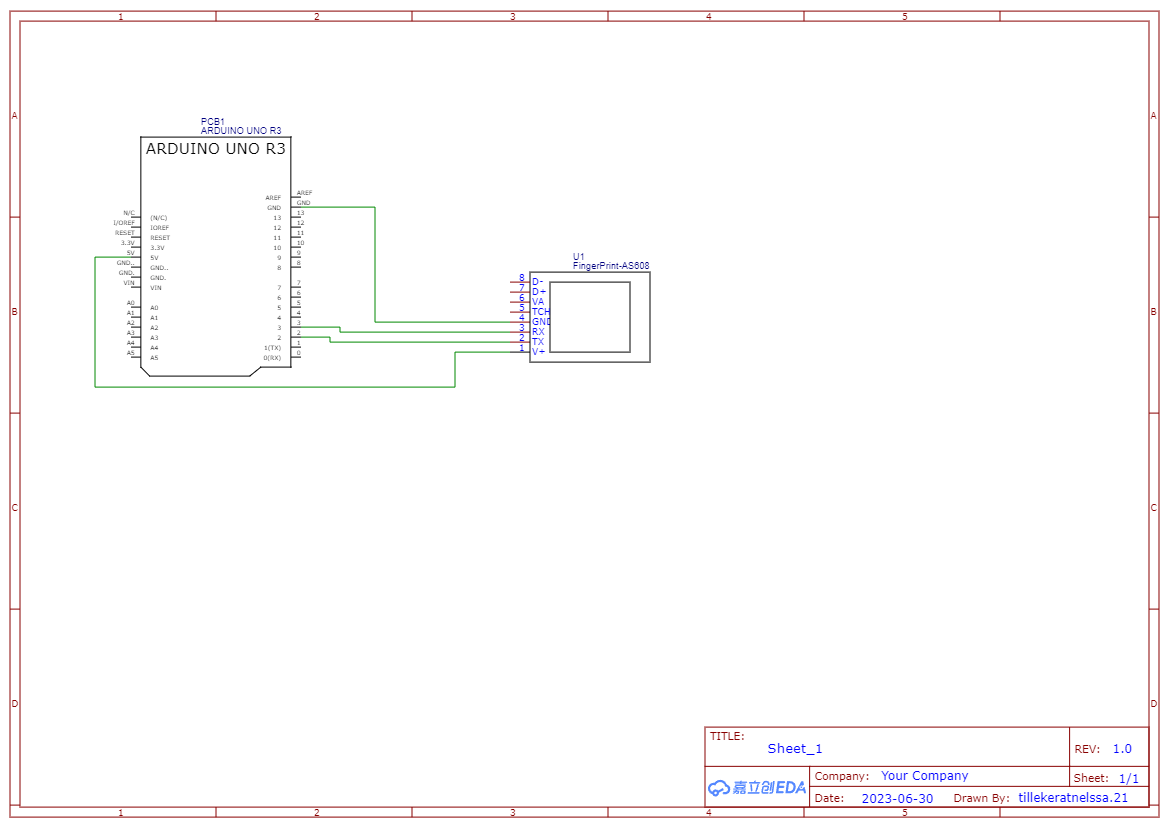 1 2 3 4 5
A A
B B
C C
D D
PCB1
ARDUINO UNO R3
ARDUINO UNO R3
N/C (N/C)
I/OREF IOREF
RESET RESET
3.3V 3.3V
5V 5V
GND.. GND..
GND. GND.
VIN VIN
A0 A0
A1 A1
A2 A2
A3 A3
A4 A4
A5 A5
AREF AREF
GND GND
13 13
12 12
11 11
10 10
9 9
8 8
7 7
6 6
5 5
4 4
3 3
2 2
1(TX) 1
0(RX) 0
U1
FingerPrint-AS608
8 D-
7 D+
6 VA
5 TCH
4 GND
3 RX
2 TX
1 V+
TITLE:
Sheet_1
REV: 1.0
嘉立创EDA
Company: Your Company
Sheet: 1/1
Date: 2023-06-30 Drawn By: tillekeratnelssa.21
1 2 3 4 5